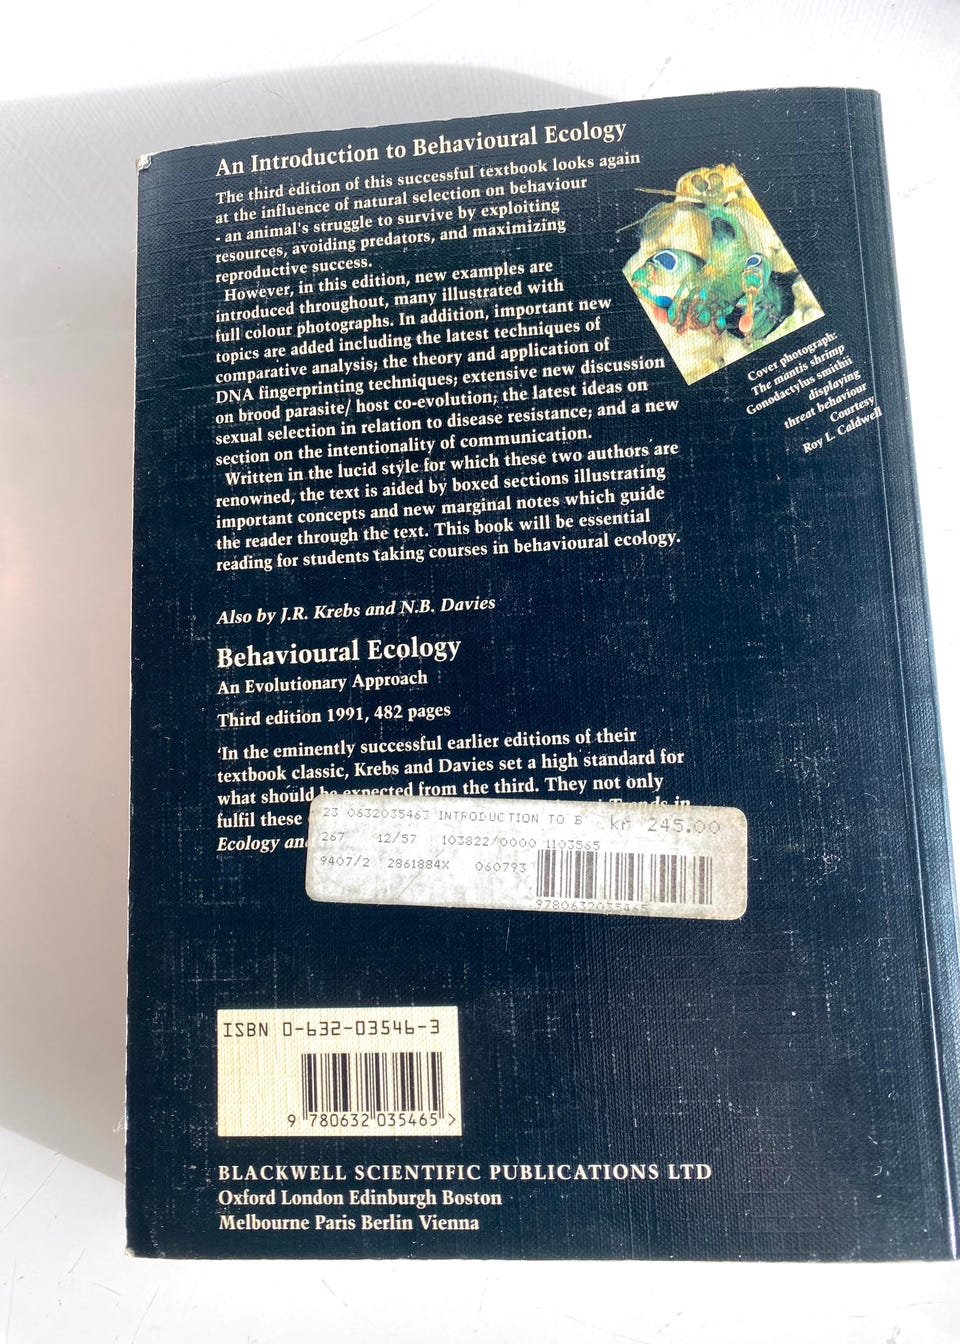 An Introduction to Behavioural Ecology
The third edition of this successful textbook looks again
at the influence of natural selection on behaviour
- an animal's struggle to survive by exploiting
resources, avoiding predators, and maximizing
reproductive success.
However, in this edition, new examples are
introduced throughout, many illustrated with
full colour photographs. In addition, important new
topics are added including the latest techniques of
comparative analysis; the theory and application of
DNA fingerprinting techniques; extensive new discussion
on brood parasite/ host co-evolution; the latest ideas on
sexual selection in relation to disease resistance; and a new
section on the intentionality of communication.
Written in the lucid style for which these two authors are
renowned, the text is aided by boxed sections illustrating
important concepts and new marginal notes which guide
the reader through the text. This book will be essential
reading for students taking courses in behavioural ecology.
Cover photograph:
The mantis shrimp
Gonodactylus smithii
displaying
threat behaviour
Courtesy
Roy L. Caldwell
Also by J.R. Krebs and N.B. Davies
Behavioural Ecology
An Evolutionary Approach
Third edition 1991, 482 pages
'In the eminently successful earlier editions of their
textbook classic, Krebs and Davies set a high standard for
what should be expected from the third. They not only
fulfil these Trends in
Ecology an
23 0632035463 INTRODUCTION TO B kr 245.00
267 12/57 103822/0000 1103565
9407/2 2861884X 060793
9780632035465
ISBN 0-632-03546-3
9 780632 035465 >
BLACKWELL SCIENTIFIC PUBLICATIONS LTD
Oxford London Edinburgh Boston
Melbourne Paris Berlin Vienna